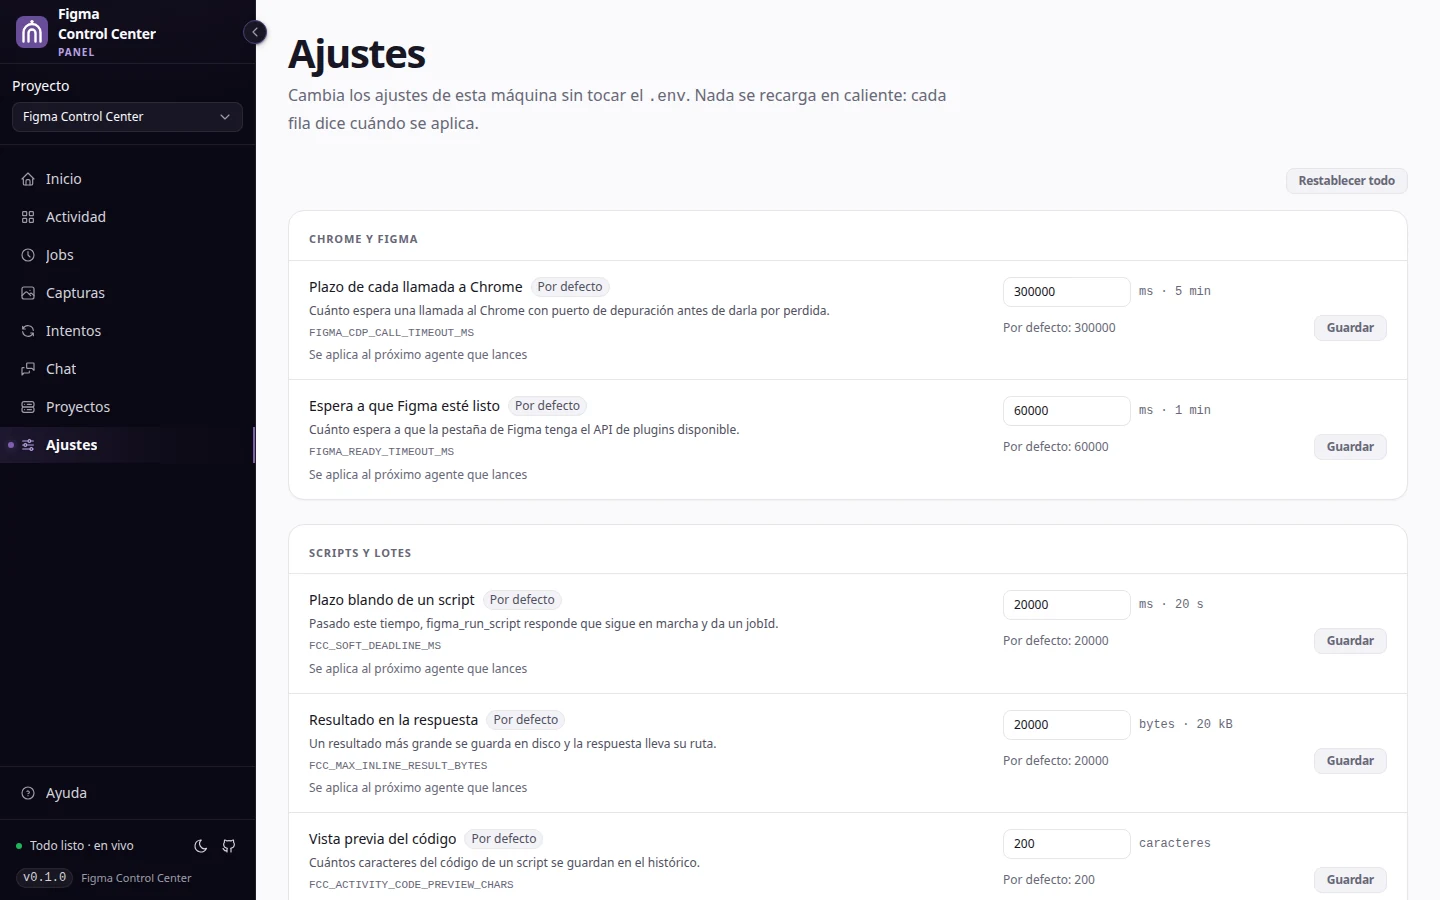 Figma
Control Center
PANEL
Proyecto
Figma Control Center
Inicio
Actividad
Jobs
Capturas
Intentos
Chat
Proyectos
Ajustes
Ayuda
Todo listo · en vivo
v0.1.0 Figma Control Center
Ajustes
Cambia los ajustes de esta máquina sin tocar el .env. Nada se recarga en caliente: cada
fila dice cuándo se aplica.
Restablecer todo
CHROME Y FIGMA
Plazo de cada llamada a Chrome Por defecto
Cuánto espera una llamada al Chrome con puerto de depuración antes de darla por perdida.
FIGMA_CDP_CALL_TIMEOUT_MS
Se aplica al próximo agente que lances
300000 ms · 5 min
Por defecto: 300000
Guardar
Espera a que Figma esté listo Por defecto
Cuánto espera a que la pestaña de Figma tenga el API de plugins disponible.
FIGMA_READY_TIMEOUT_MS
Se aplica al próximo agente que lances
60000 ms · 1 min
Por defecto: 60000
Guardar
SCRIPTS Y LOTES
Plazo blando de un script Por defecto
Pasado este tiempo, figma_run_script responde que sigue en marcha y da un jobId.
FCC_SOFT_DEADLINE_MS
Se aplica al próximo agente que lances
20000 ms · 20 s
Por defecto: 20000
Guardar
Resultado en la respuesta Por defecto
Un resultado más grande se guarda en disco y la respuesta lleva su ruta.
FCC_MAX_INLINE_RESULT_BYTES
Se aplica al próximo agente que lances
20000 bytes · 20 kB
Por defecto: 20000
Guardar
Vista previa del código Por defecto
Cuántos caracteres del código de un script se guardan en el histórico.
FCC_ACTIVITY_CODE_PREVIEW_CHARS
200 caracteres
Por defecto: 200
Guardar